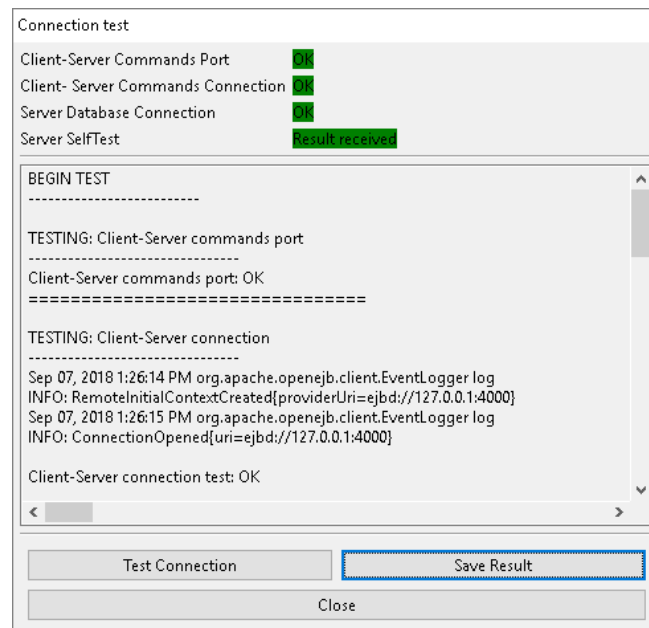 Connection test
Client-Server Commands Port OK
Client- Server Commands Connection OK
Server Database Connection OK
Server SelfTest Result received
BEGIN TEST
--------------------------
TESTING: Client-Server commands port
--------------------------------
Client-Server commands port: OK
================================
TESTING: Client-Server connection
--------------------------------
Sep 07, 2018 1:26:14 PM org.apache.openejb.client.EventLogger log
INFO: RemoteInitialContextCreated{providerUri=ejbd://127.0.0.1:4000}
Sep 07, 2018 1:26:15 PM org.apache.openejb.client.EventLogger log
INFO: ConnectionOpened{uri=ejbd://127.0.0.1:4000}
Client-Server connection test: OK
Test Connection Save Result
Close